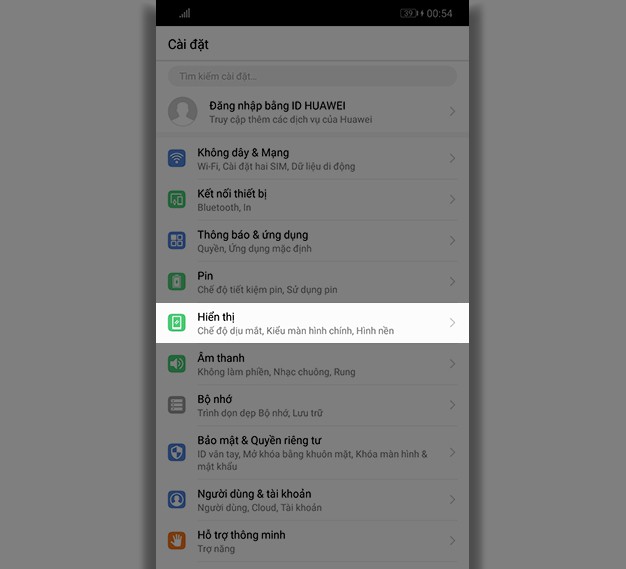 39 00:54
Cài đặt
Tìm kiếm cài đặt...
Đăng nhập bằng ID HUAWEI
Truy cập thêm các dịch vụ của Huawei
Không dây & Mạng
Wi-Fi, Cài đặt hai SIM, Dữ liệu di động
Kết nối thiết bị
Bluetooth, In
Thông báo & ứng dụng
Quyền, Ứng dụng mặc định
Pin
Chế độ tiết kiệm pin, Sử dụng pin
Hiển thị
Chế độ dịu mắt, Kiểu màn hình chính, Hình nền
Âm thanh
Không làm phiền, Nhạc chuông, Rung
Bộ nhớ
Trình dọn dẹp Bộ nhớ, Lưu trữ
Bảo mật & Quyền riêng tư
ID vân tay, Mở khóa bằng khuôn mặt, Khóa màn hình &
mật khẩu
Người dùng & tài khoản
Người dùng, Cloud, Tài khoản
Hỗ trợ thông minh
Trợ năng